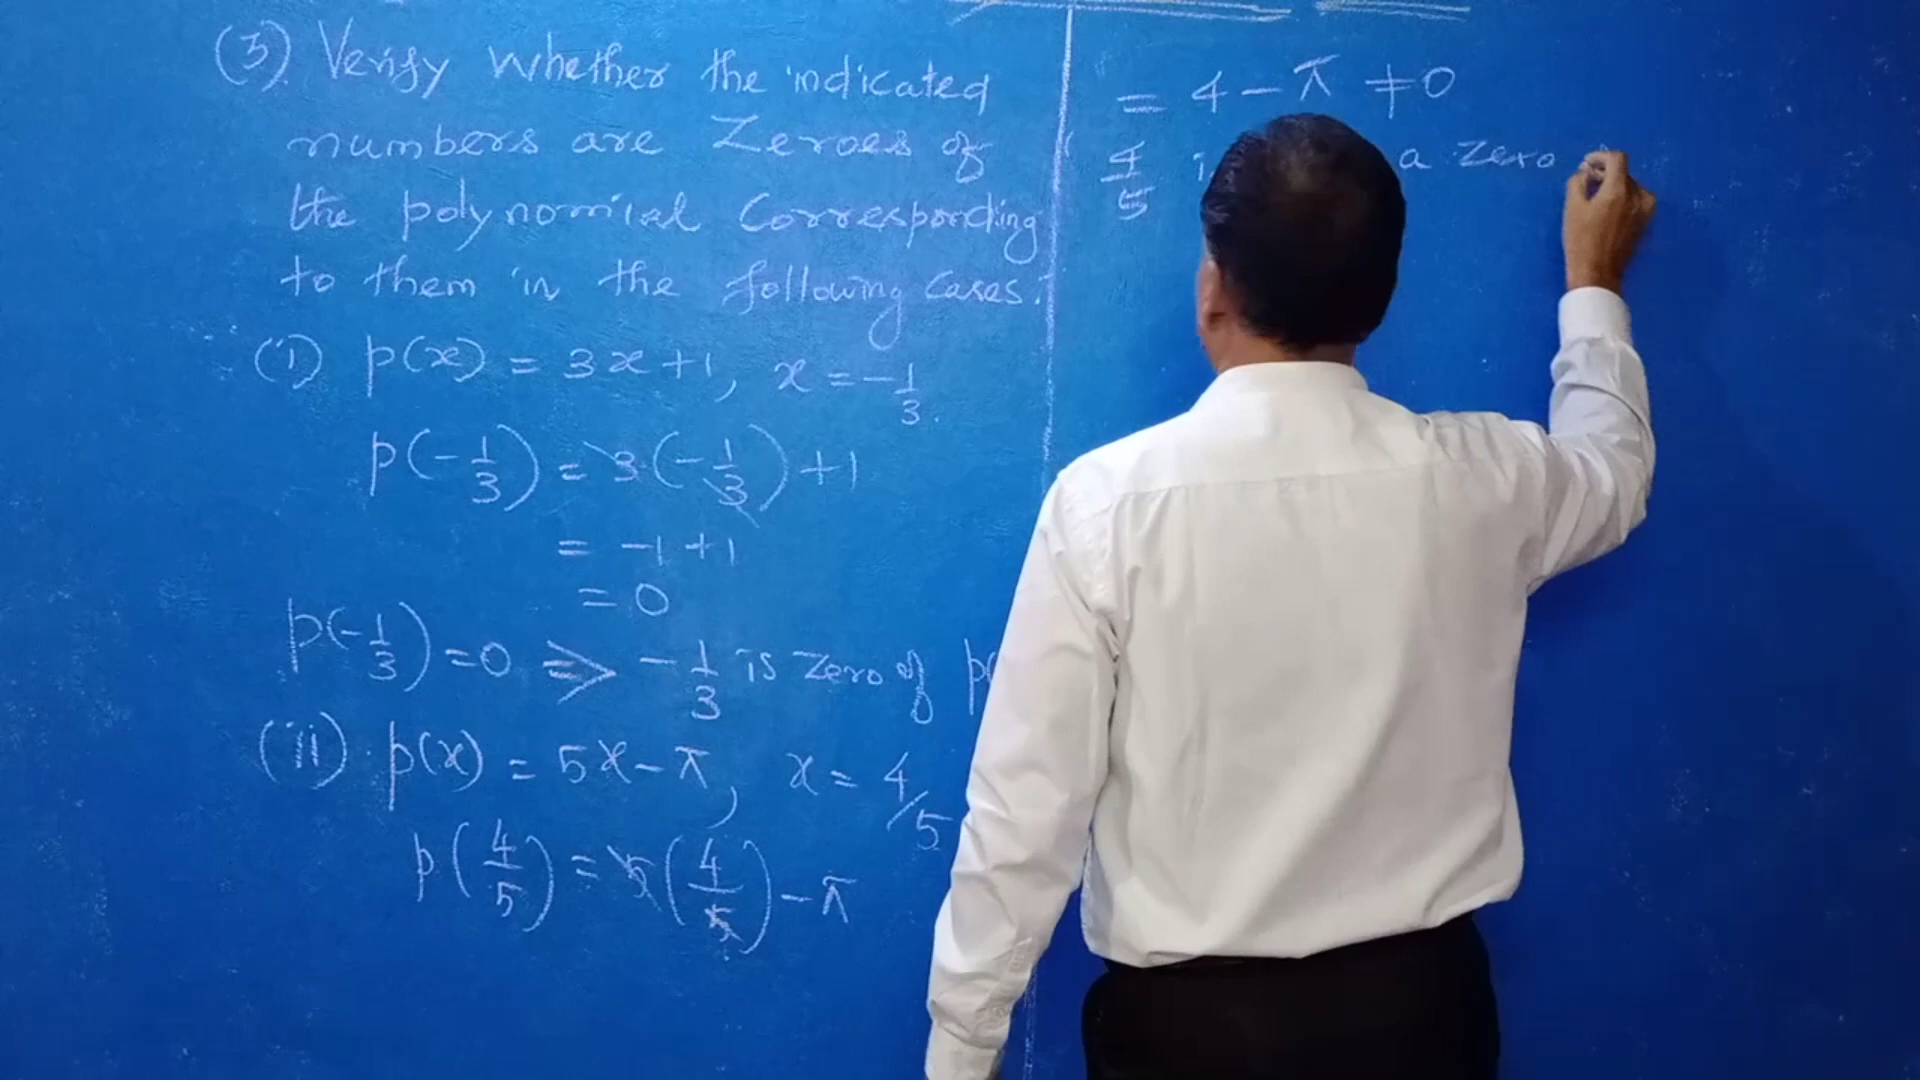 (3). Verify whether the indicated
numbers are Zeroes of
the polynomial Corresponding
to them in the following cases.
(i) p(x) = 3x+1, x = -1/3.
p(-1/3) = 3(-1/3) +1
= -1+1
= 0
p(-1/3) = 0 ⇒ -1/3 is zero of p(
(ii). p(x) = 5x-π, x = 4/5
p(4/5) = 5(4/5) -π
= 4-π ≠ 0
4/5 a zero